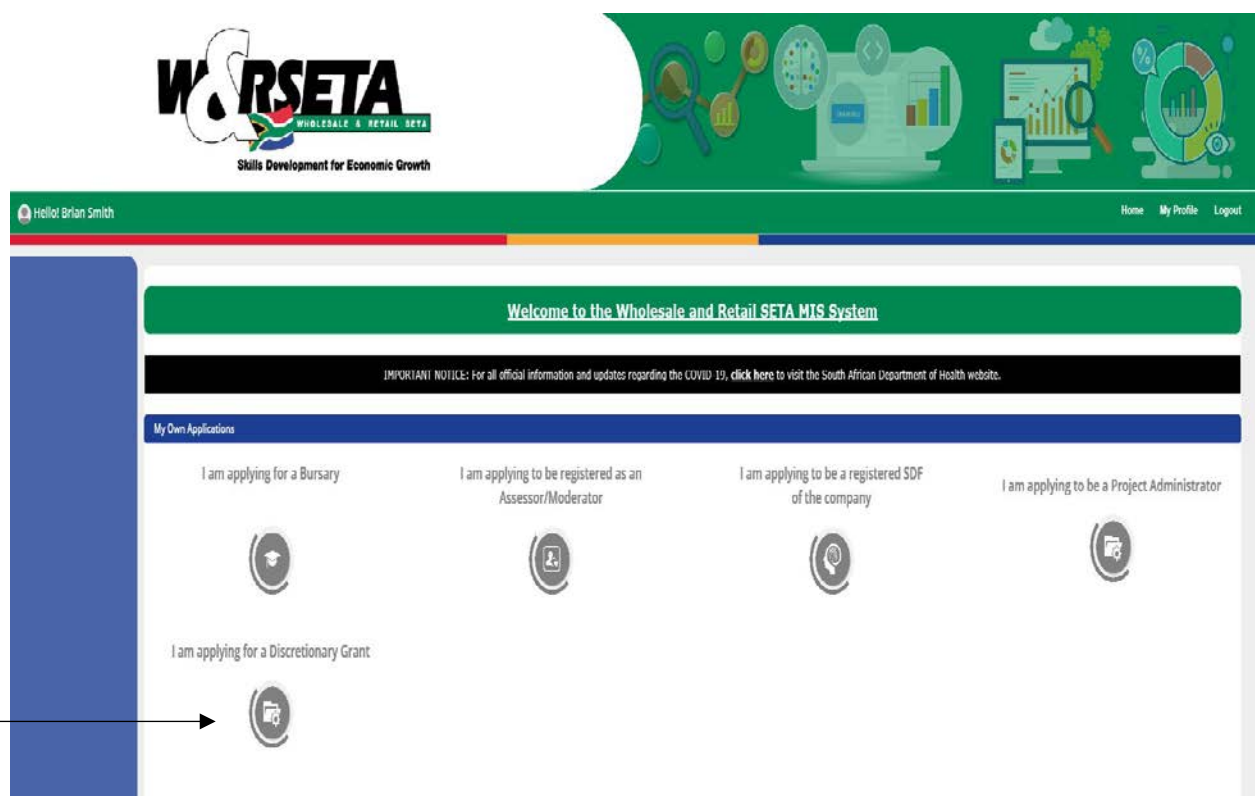 W&RSETA
WHOLESALE & RETAIL SETA
Skills Development for Economic Growth
Hello! Brian Smith
Home My Profile Logout
Welcome to the Wholesale and Retail SETA MIS System
IMPORTANT NOTICE: For all official information and updates regarding the COVID 19, click here to visit the South African Department of Health website.
My Own Applications
I am applying for a Bursary
I am applying to be registered as an
Assessor/Moderator
I am applying to be a registered SDF
of the company
I am applying to be a Project Administrator
I am applying for a Discretionary Grant